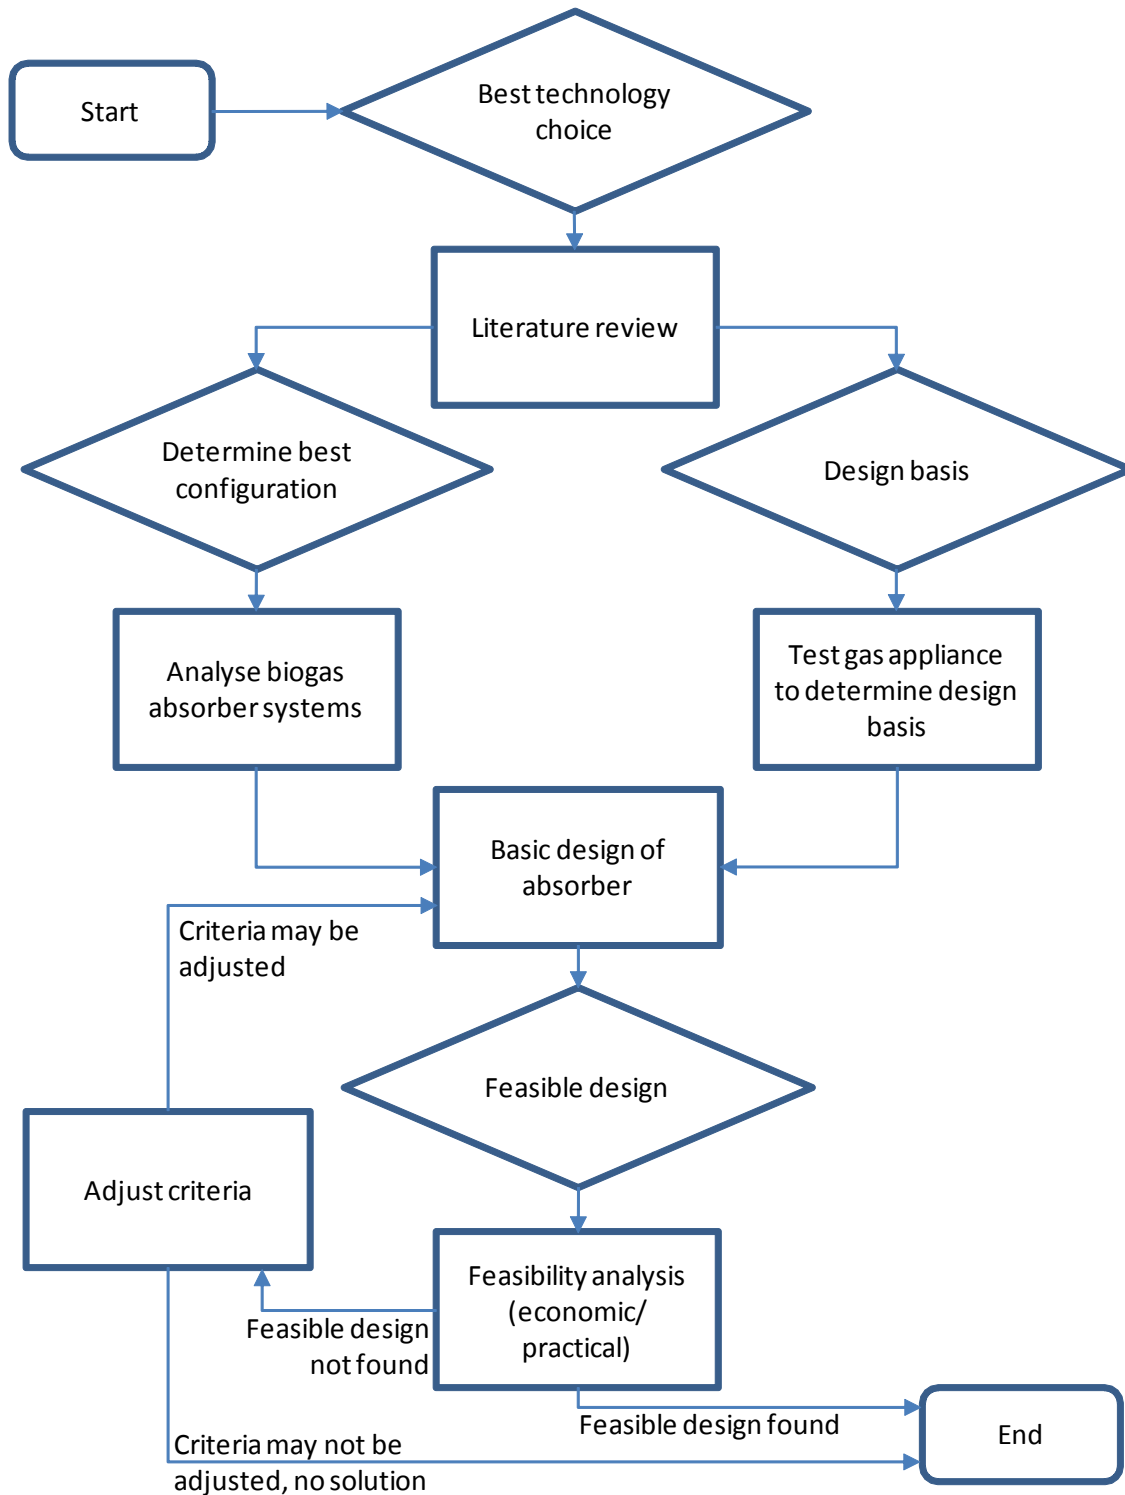 Start
Best technology
choice
Literature review
Determine best
configuration
Design basis
Analyse biogas
absorber systems
Test gas appliance
to determine design
basis
Basic design of
absorber
Criteria may be
adjusted
Feasible design
Adjust criteria
Feasibility analysis
(economic/
practical)
Feasible design
not found
Feasible design found
End
Criteria may not be
adjusted, no solution